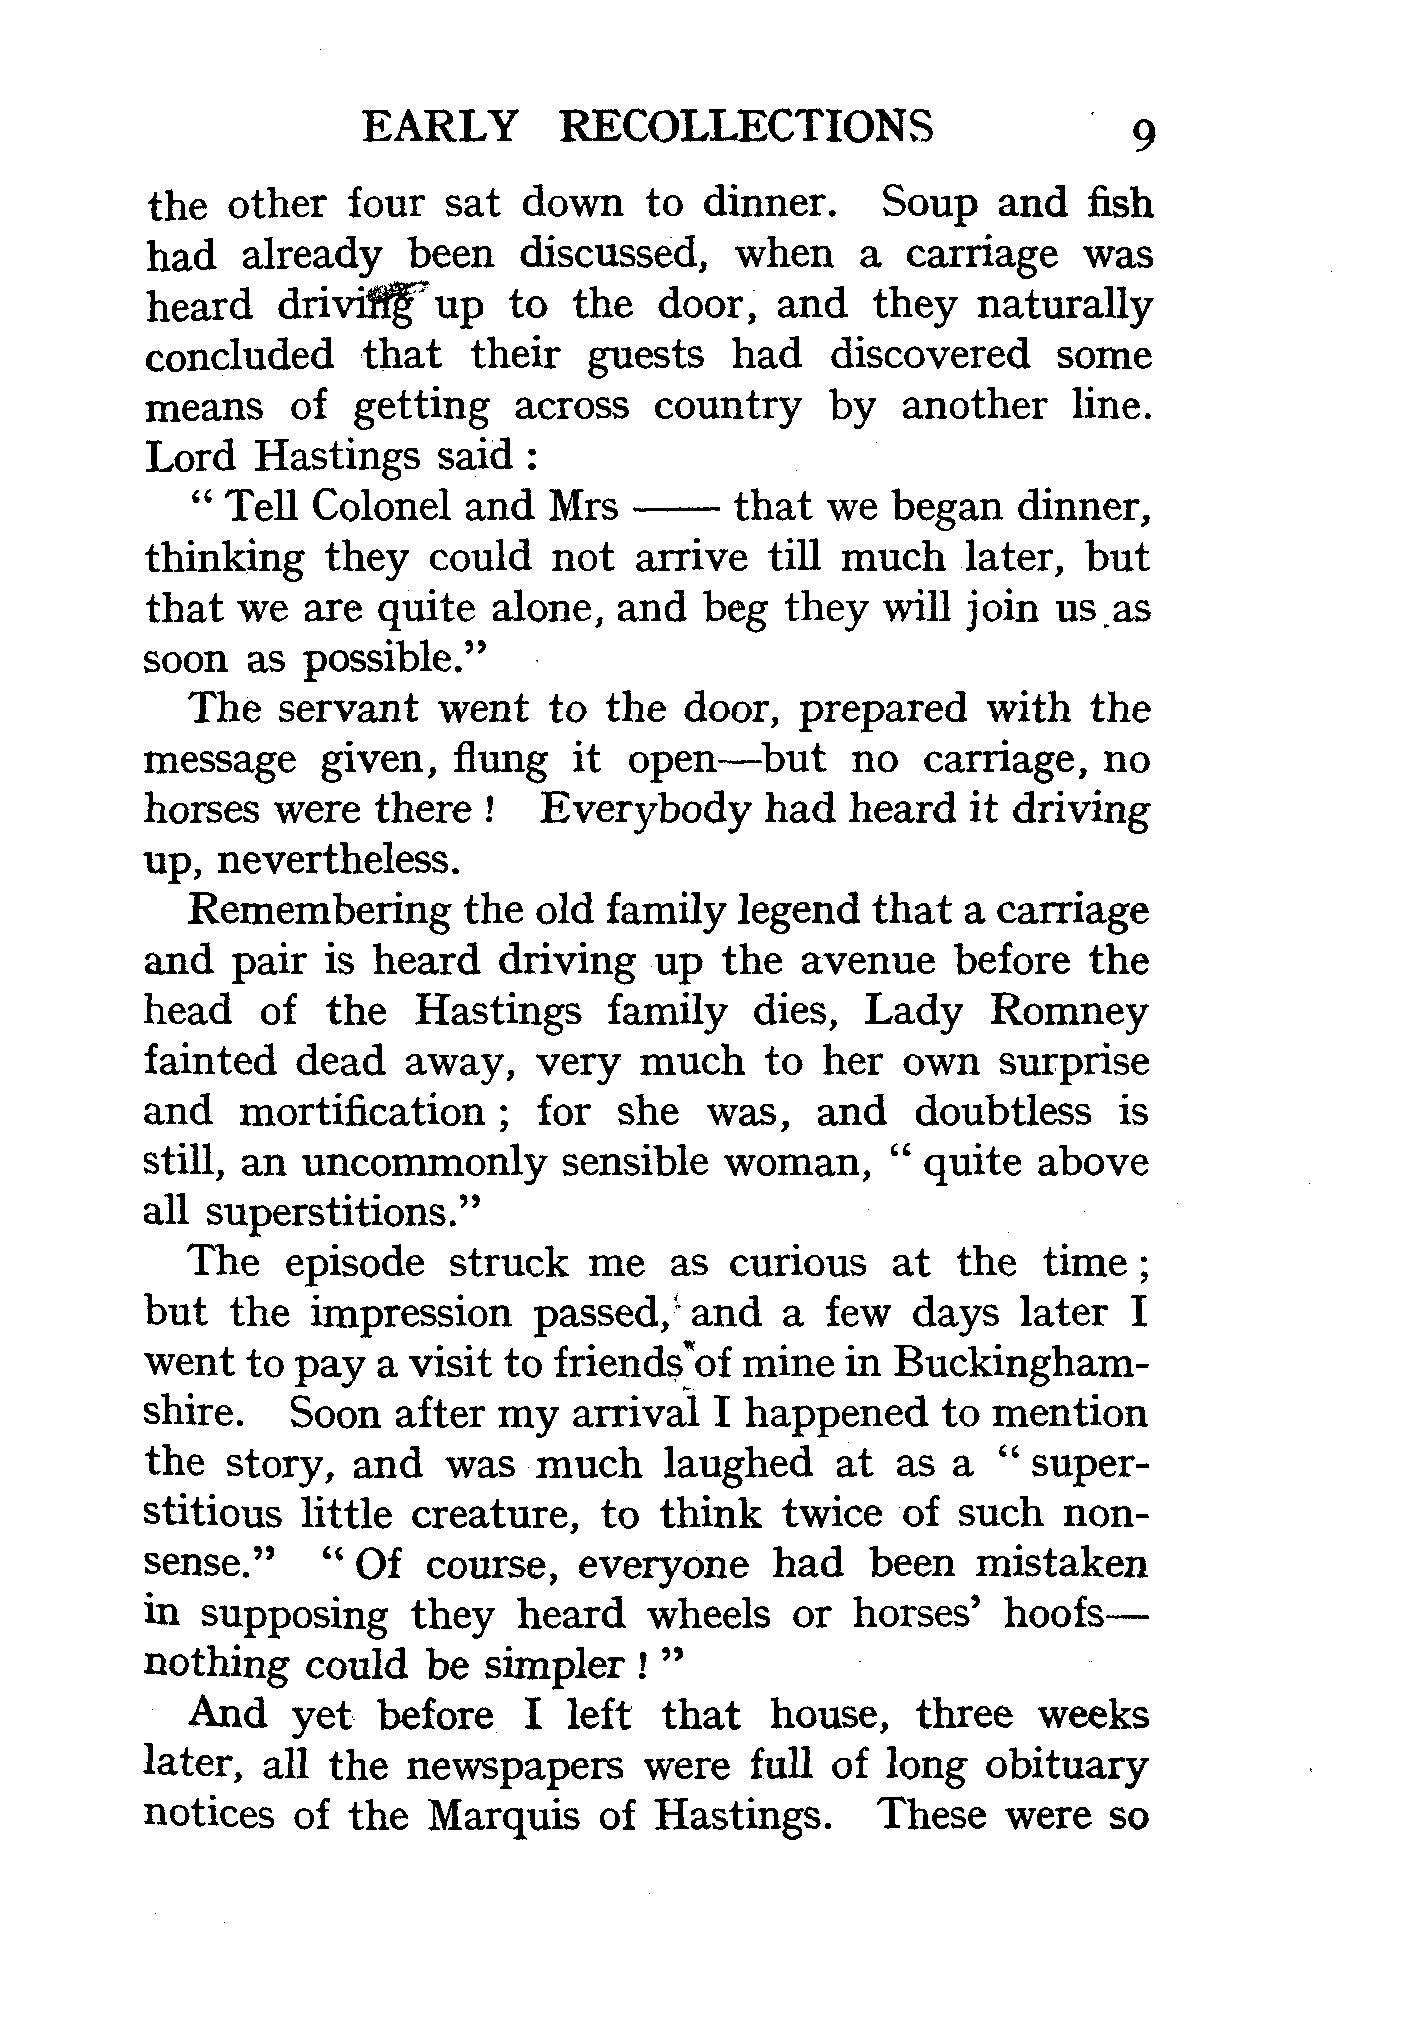 EARLY RECOLLECTIONS 9
the other four sat down to dinner. Soup and fish
had already been discussed, when a carriage was
heard driving up to the door, and they naturally
concluded that their guests had discovered some
means of getting across country by another line.
Lord Hastings said :
“ Tell Colonel and Mrs —— that we began dinner,
thinking they could not arrive till much later, but
that we are quite alone, and beg they will join us as
soon as possible.”
The servant went to the door, prepared with the
message given, flung it open—but no carriage, no
horses were there ! Everybody had heard it driving
up, nevertheless.
Remembering the old family legend that a carriage
and pair is heard driving up the avenue before the
head of the Hastings family dies, Lady Romney
fainted dead away, very much to her own surprise
and mortification ; for she was, and doubtless is
still, an uncommonly sensible woman, “ quite above
all superstitions.”
The episode struck me as curious at the time ;
but the impression passed, and a few days later I
went to pay a visit to friends of mine in Buckingham-
shire. Soon after my arrival I happened to mention
the story, and was much laughed at as a “ super-
stitious little creature, to think twice of such non-
sense.” “ Of course, everyone had been mistaken
in supposing they heard wheels or horses’ hoofs—
nothing could be simpler ! ”
And yet before I left that house, three weeks
later, all the newspapers were full of long obituary
notices of the Marquis of Hastings. These were so